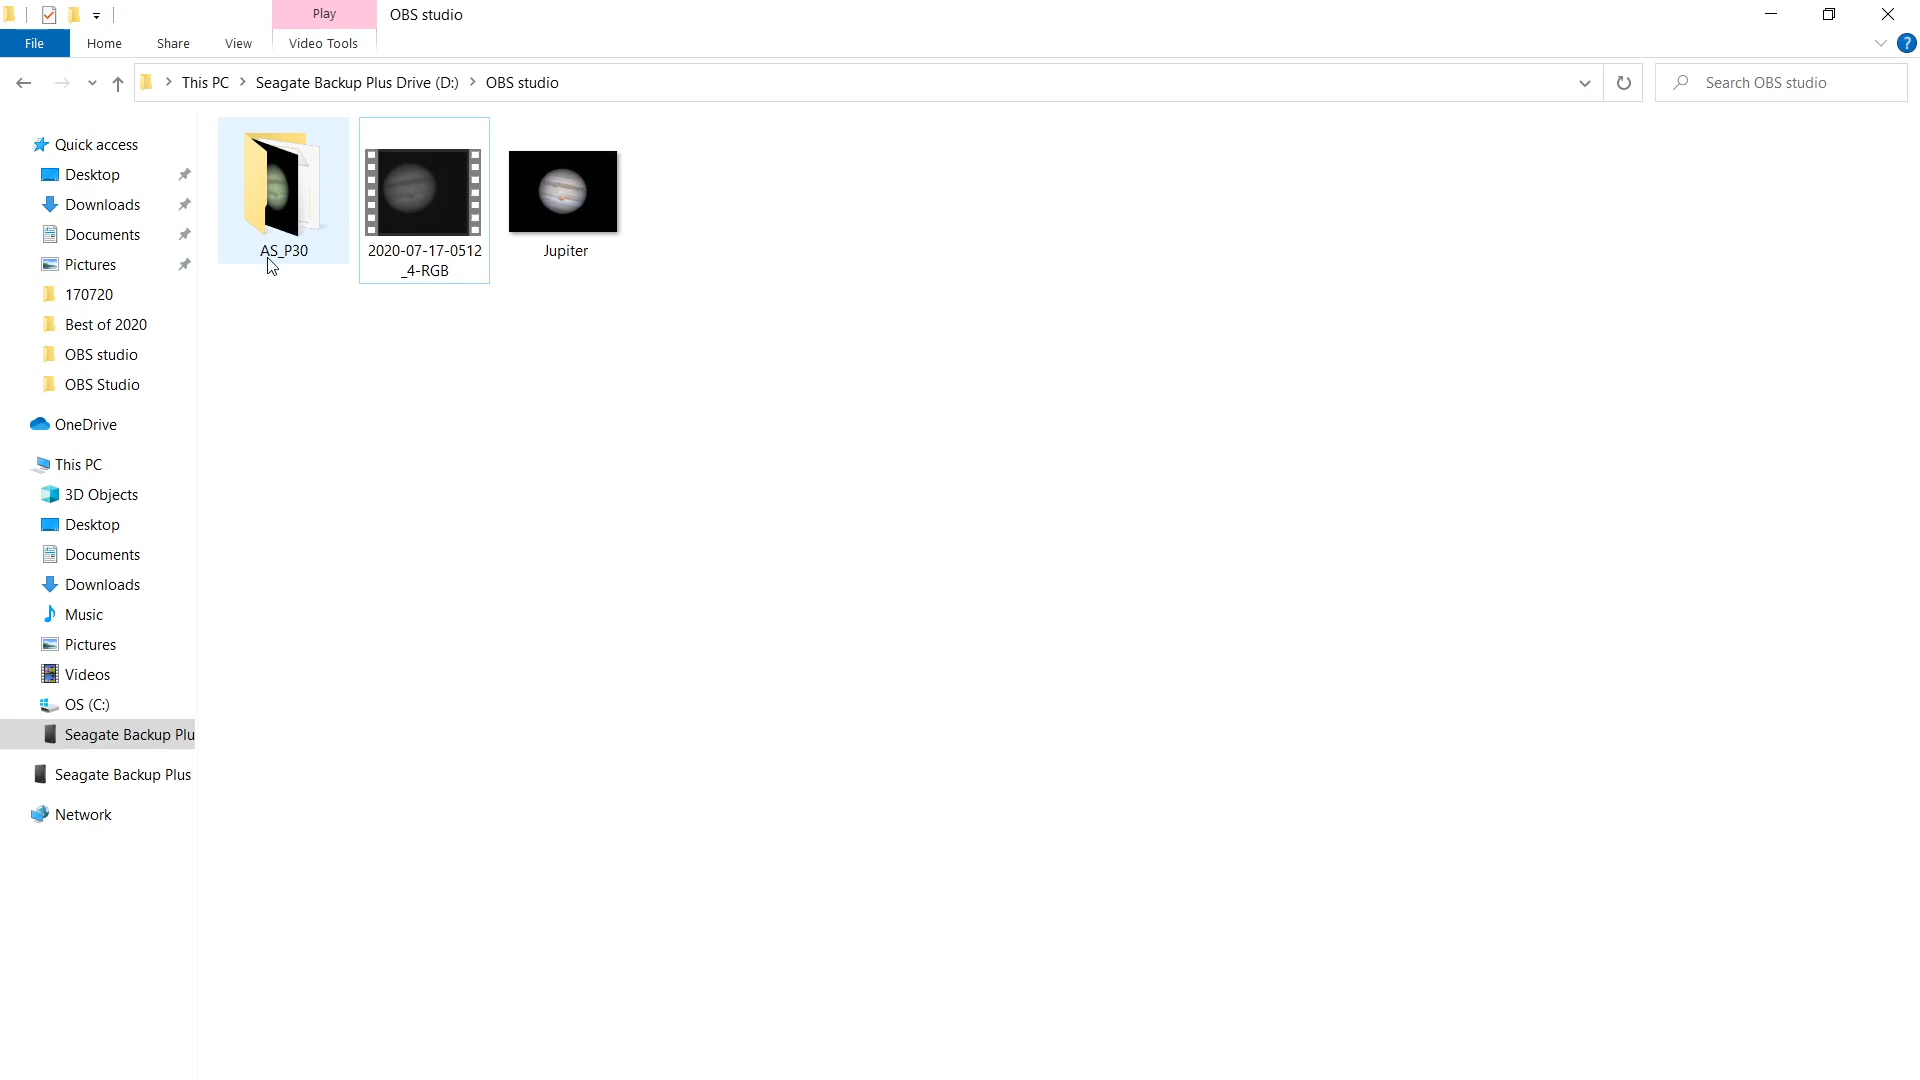 Play
OBS studio
File
Home
Share
View
Video Tools
This PC
Seagate Backup Plus Drive (D:)
OBS studio
Search OBS studio
Quick access
Desktop
Downloads
Documents
Pictures
170720
Best of 2020
OBS studio
OBS Studio
OneDrive
This PC
3D Objects
Desktop
Documents
Downloads
Music
Pictures
Videos
OS (C:)
Seagate Backup Plu
Seagate Backup Plus
Network
AS_P30
2020-07-17-0512
_4-RGB
Jupiter